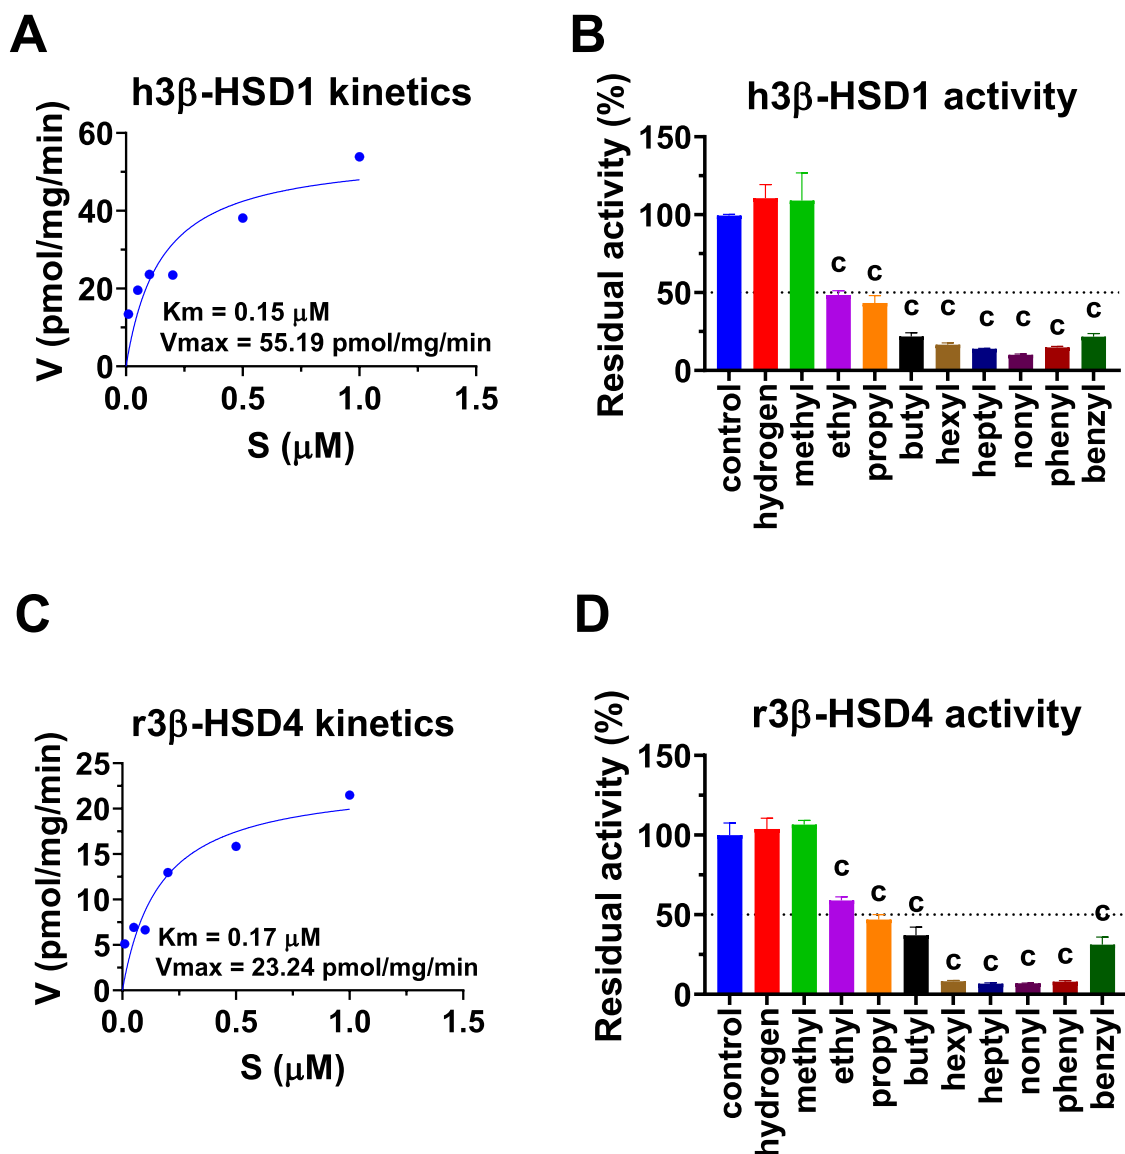 A
h3β-HSD1 kinetics
V (pmol/mg/min)
60
40
20
0
Km = 0.15 μM
Vmax = 55.19 pmol/mg/min
0.0
0.5
1.0
1.5
S (μM)
B
h3β-HSD1 activity
Residual activity (%)
150
100
50
0
c
c
c
c
c
c
c
c
control
hydrogen
methyl
ethyl
propyl
butyl
hexyl
heptyl
nonyl
phenyl
benzyl
C
r3β-HSD4 kinetics
V (pmol/mg/min)
25
20
15
10
5
0
Km = 0.17 μM
Vmax = 23.24 pmol/mg/min
0.0
0.5
1.0
1.5
S (μM)
D
r3β-HSD4 activity
Residual activity (%)
150
100
50
0
c
c
c
c
c
c
c
c
control
hydrogen
methyl
ethyl
propyl
butyl
hexyl
heptyl
nonyl
phenyl
benzyl